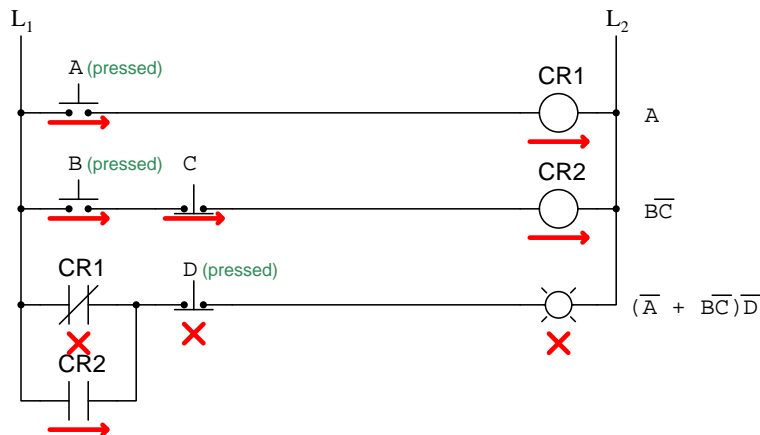 L₁
L₂
A (pressed)
CR1
A
B (pressed)
C
CR2
BC̅
CR1
D (pressed)
(A̅ + BC̅)D̅
CR2